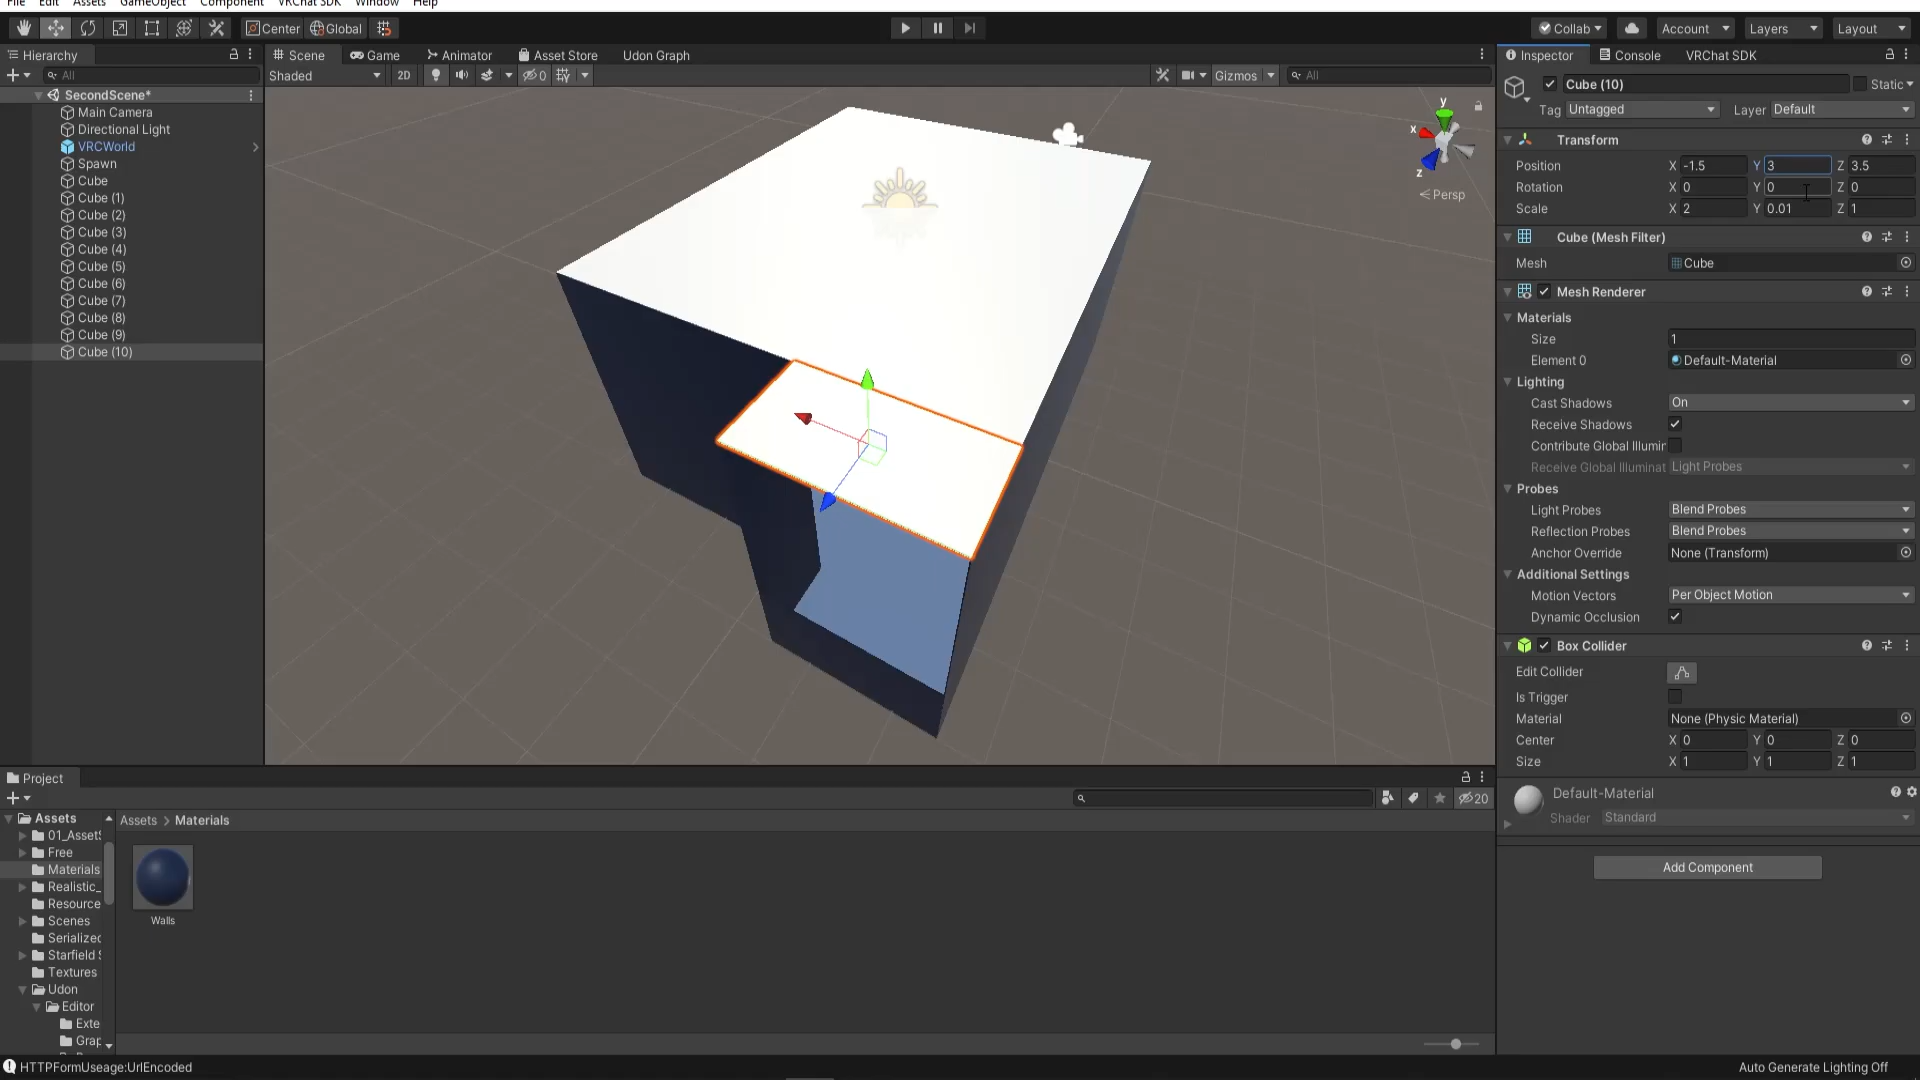 File Edit Assets GameObject Component VRChat SDK Window Help
Center Global
Collab Account Layers Layout
Hierarchy
All
SecondScene*
Main Camera
Directional Light
VRCWorld
Spawn
Cube
Cube (1)
Cube (2)
Cube (3)
Cube (4)
Cube (5)
Cube (6)
Cube (7)
Cube (8)
Cube (9)
Cube (10)
Scene Game Animator Asset Store Udon Graph
Shaded 2D 0 Gizmos All
y
x
z
Persp
Inspector Console VRChat SDK
Cube (10) Static
Tag Untagged Layer Default
Transform
Position X -1.5 Y 3 Z 3.5
Rotation X 0 Y 0 Z 0
Scale X 2 Y 0.01 Z 1
Cube (Mesh Filter)
Mesh Cube
Mesh Renderer
Materials
Size 1
Element 0 Default-Material
Lighting
Cast Shadows On
Receive Shadows
Contribute Global Illumir
Receive Global Illuminat Light Probes
Probes
Light Probes Blend Probes
Reflection Probes Blend Probes
Anchor Override None (Transform)
Additional Settings
Motion Vectors Per Object Motion
Dynamic Occlusion
Box Collider
Edit Collider
Is Trigger
Material None (Physic Material)
Center X 0 Y 0 Z 0
Size X 1 Y 1 Z 1
Default-Material
Shader Standard
Add Component
Project
20
Assets
01_Asset
Free
Materials
Realistic_
Resource
Scenes
Serialized
Starfield S
Textures
Udon
Editor
Exte
Grap
Assets > Materials
Walls
HTTPFormUseage:UrlEncoded
Auto Generate Lighting Off